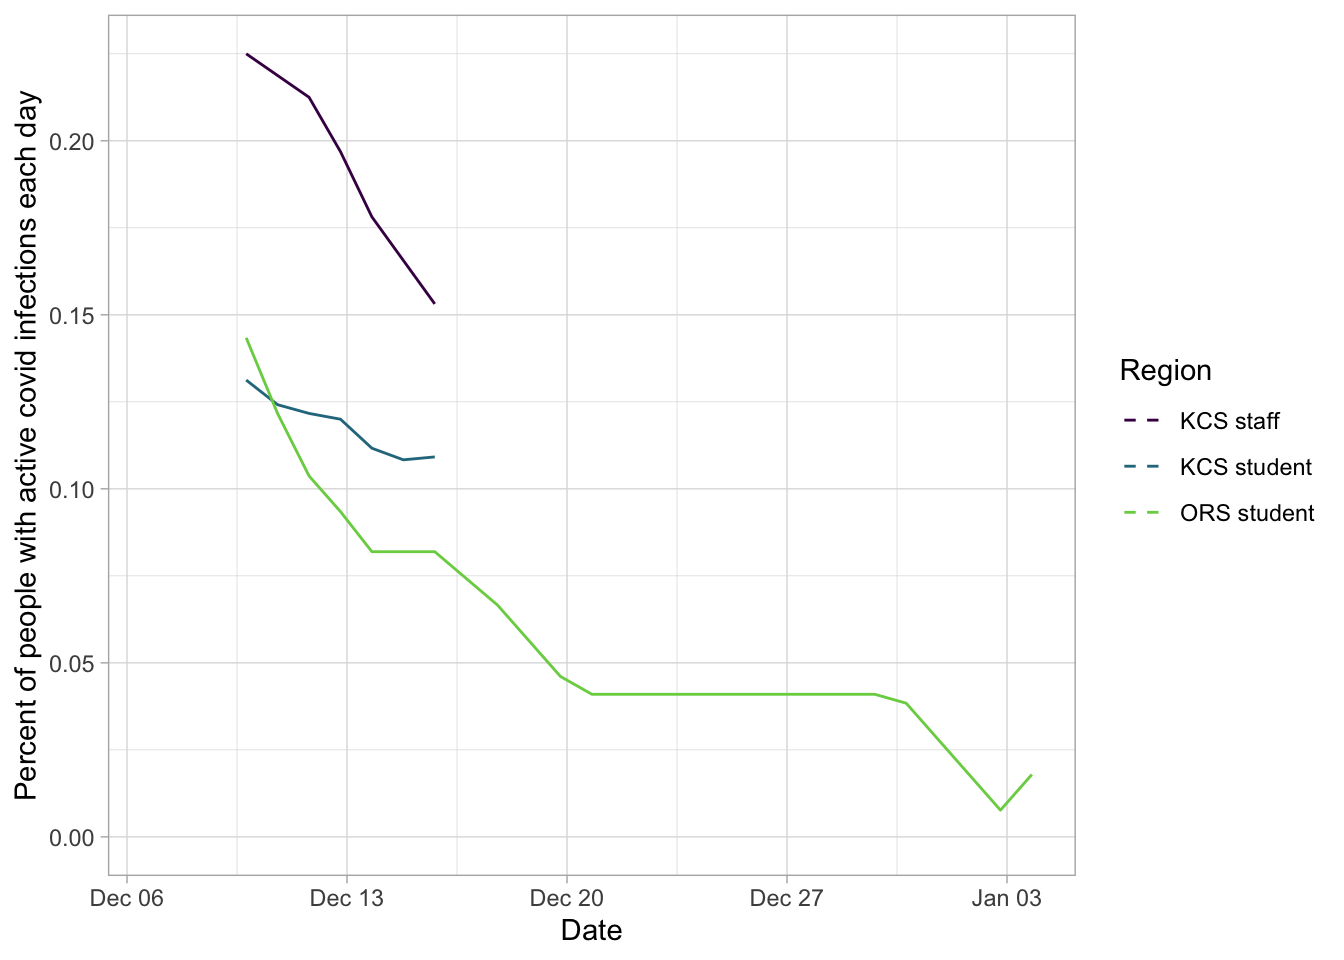 Percent of people with active covid infections each day
0.20
0.15
0.10
0.05
0.00
Dec 06
Dec 13
Dec 20
Dec 27
Jan 03
Date
Region
KCS staff
KCS student
ORS student